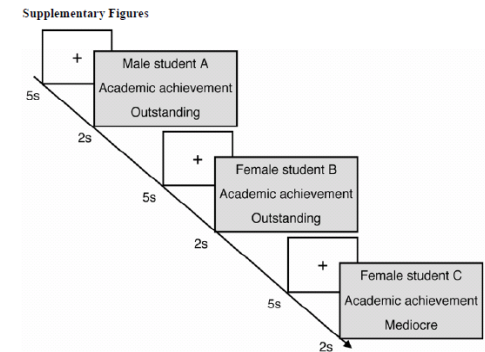 Supplementary Figures
+
Male student A
Academic achievement
Outstanding
5s
2s
+
Female student B
Academic achievement
Outstanding
5s
2s
+
Female student C
Academic achievement
Mediocre
5s
2s